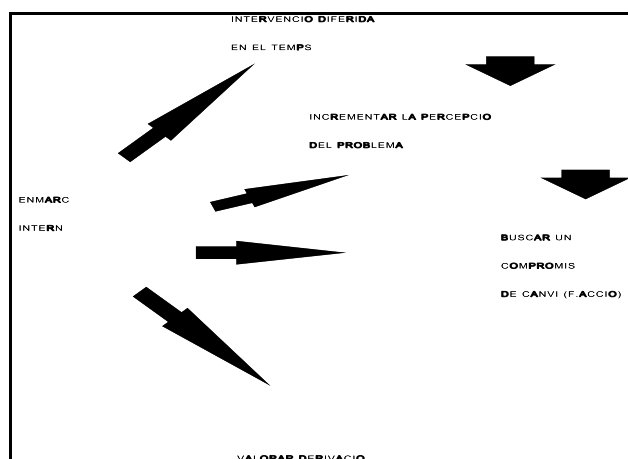 INTERVENCIO DIFERIDA
EN EL TEMPS
INCREMENTAR LA PERCEPCIO
DEL PROBLEMA
ENMARC
INTERN
BUSCAR UN
COMPROMIS
DE CANVI (F.ACCIO)
VALORAR DERIVACIO